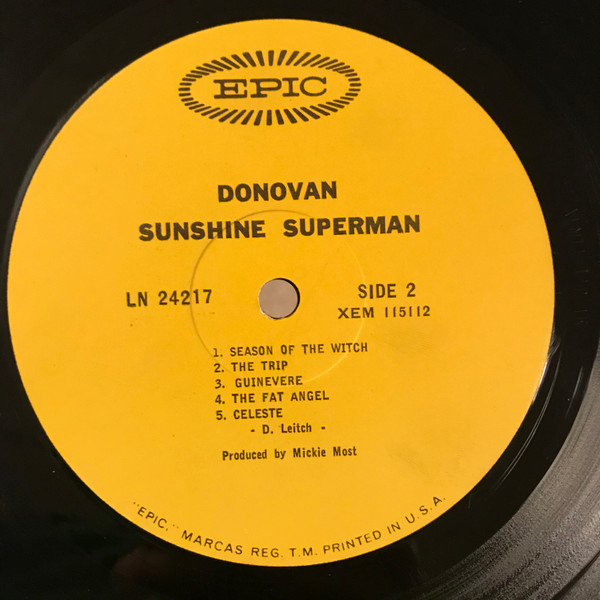 EPIC
DONOVAN
SUNSHINE SUPERMAN
LN 24217
SIDE 2
XEM 115112
1. SEASON OF THE WITCH
2. THE TRIP
3. GUINEVERE
4. THE FAT ANGEL
5. CELESTE
- D. Leitch -
Produced by Mickie Most
"EPIC," MARCAS REG. T.M. PRINTED IN U.S.A.